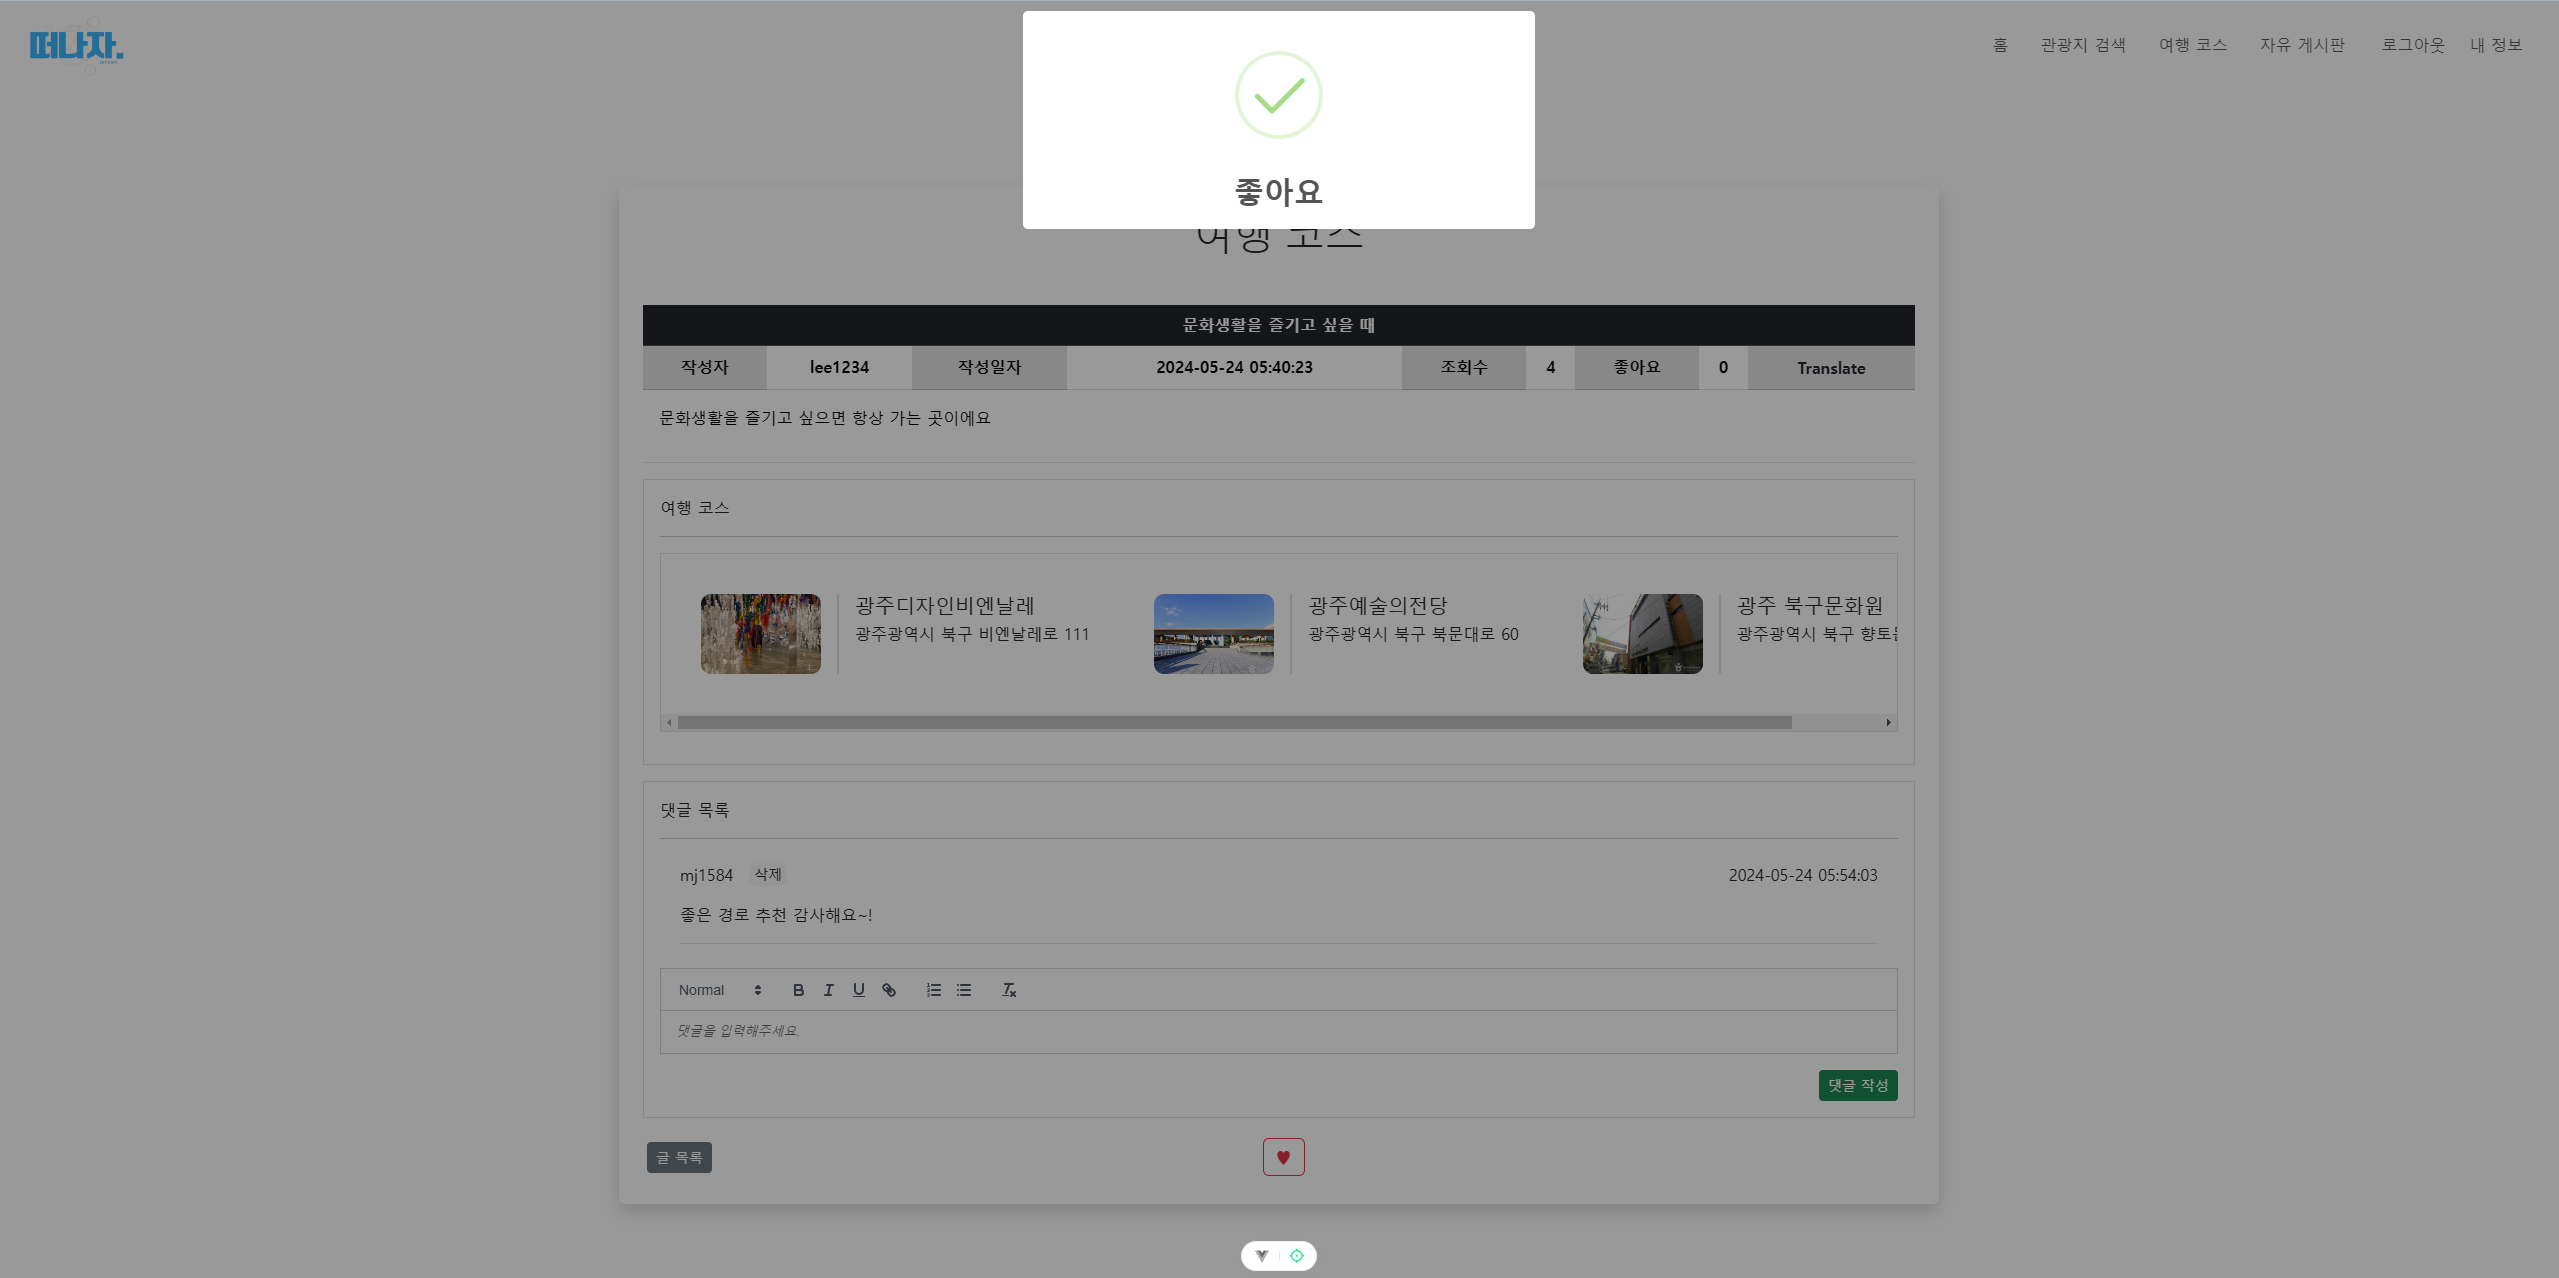 떠나자.
홈 관광지 검색 여행 코스 자유 게시판 로그아웃 내 정보
좋아요
여행 코스
문화생활을 즐기고 싶을 때
작성자 lee1234 작성일자 2024-05-24 05:40:23 조회수 4 좋아요 0 Translate
문화생활을 즐기고 싶으면 항상 가는 곳이에요
여행 코스
광주디자인비엔날레
광주광역시 북구 비엔날레로 111
광주예술의전당
광주광역시 북구 북문대로 60
광주 북구문화원
광주광역시 북구
댓글 목록
mj1584 삭제 2024-05-24 05:54:03
좋은 경로 추천 감사해요~!
Normal
댓글을 입력해주세요.
댓글 작성
글 목록